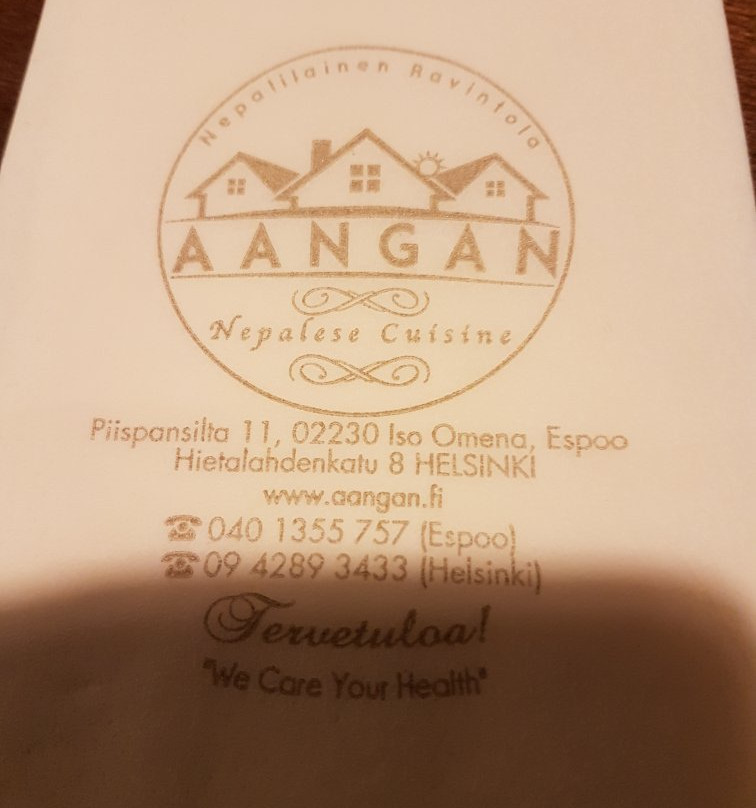 Nepalilainen Ravintola
AANGAN
Nepalese Cuisine
Piispansilta 11, 02230 Iso Omena, Espoo
Hietalahdenkatu 8 HELSINKI
www.aangan.fi
☎ 040 1355 757 (Espoo)
☎ 09 4289 3433 (Helsinki)
Tervetuloa!
"We Care Your Health"